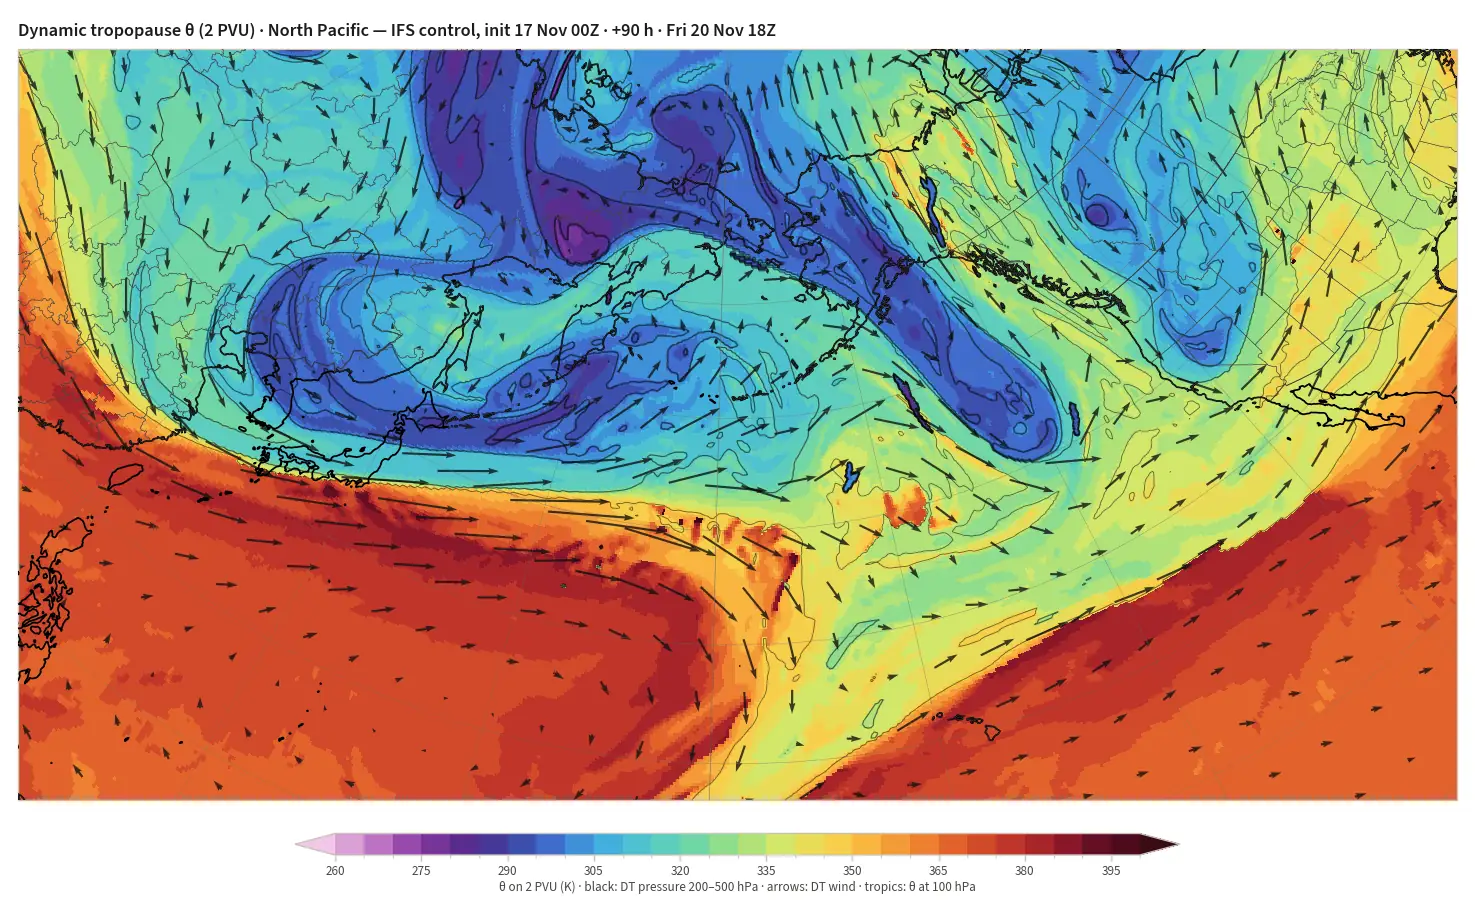 Dynamic tropopause θ (2 PVU) · North Pacific — IFS control, init 17 Nov 00Z · +90 h · Fri 20 Nov 18Z
260 275 290 305 320 335 350 365 380 395
θ on 2 PVU (K) · black: DT pressure 200–500 hPa · arrows: DT wind · tropics: θ at 100 hPa